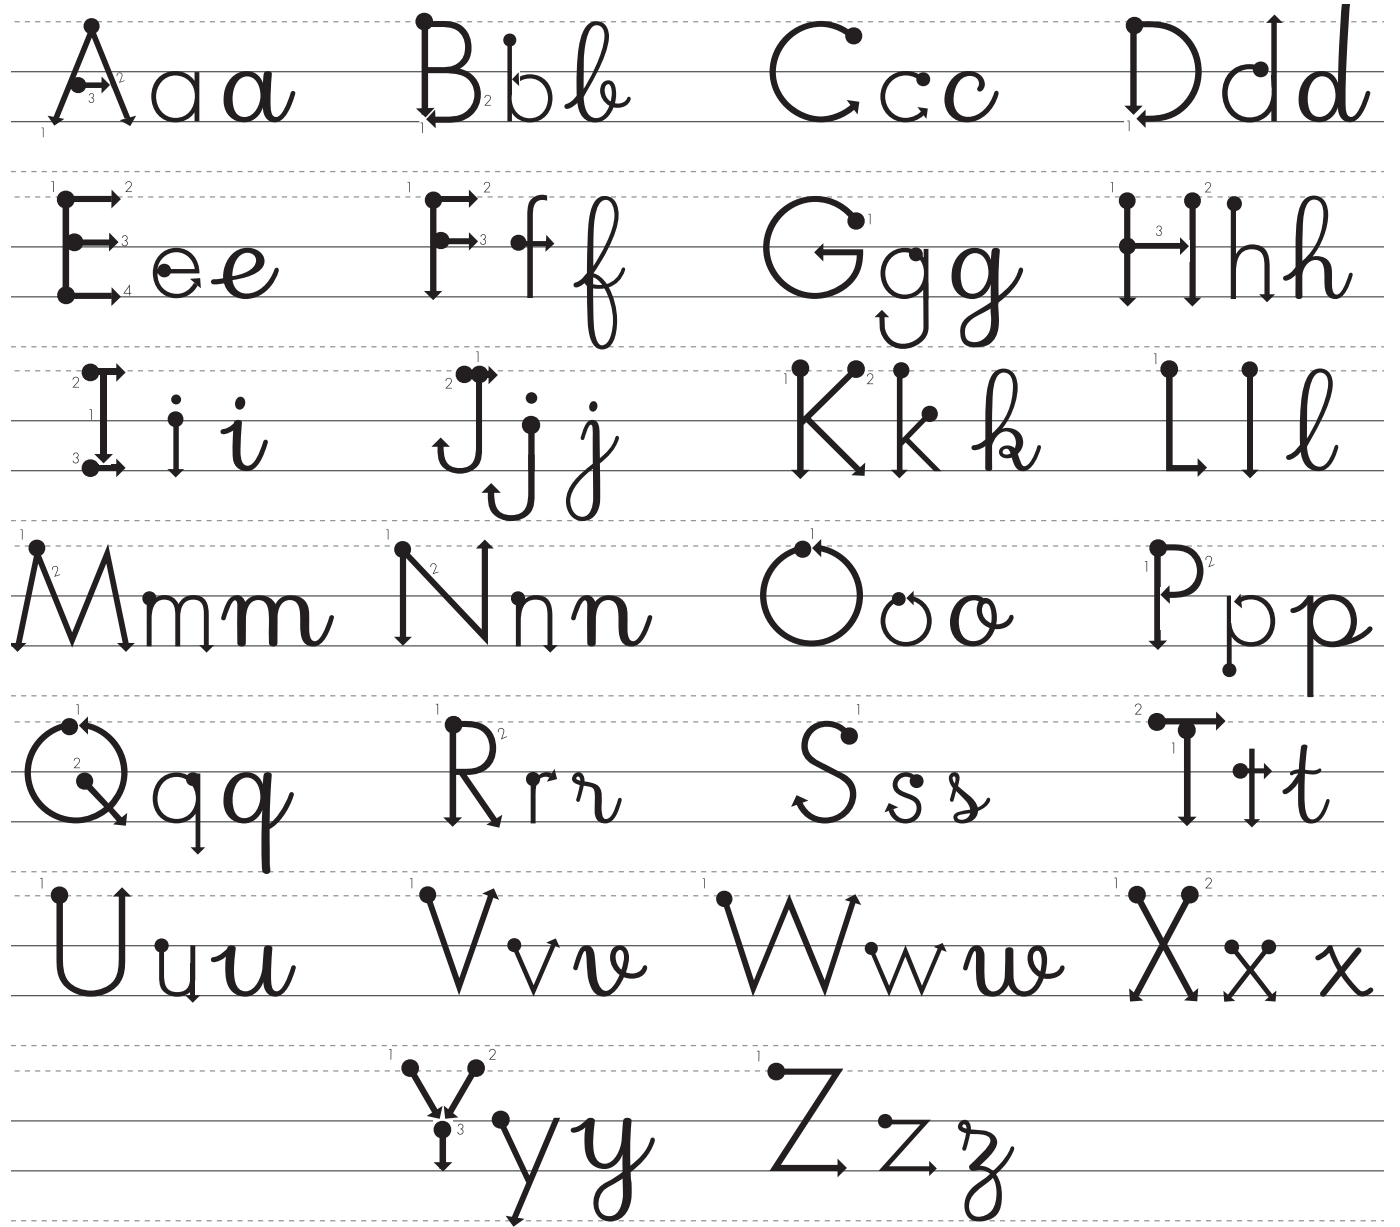 Aaa Bbb Ccc Ddd
Eee Fff Ggg Hhh
Iii Jjj Kkk Lll
Mmm Nnn Ooo Ppp
Qqq Rrr Sss Ttt
Uuu Vvv Www Xxx
Yyy Zzz